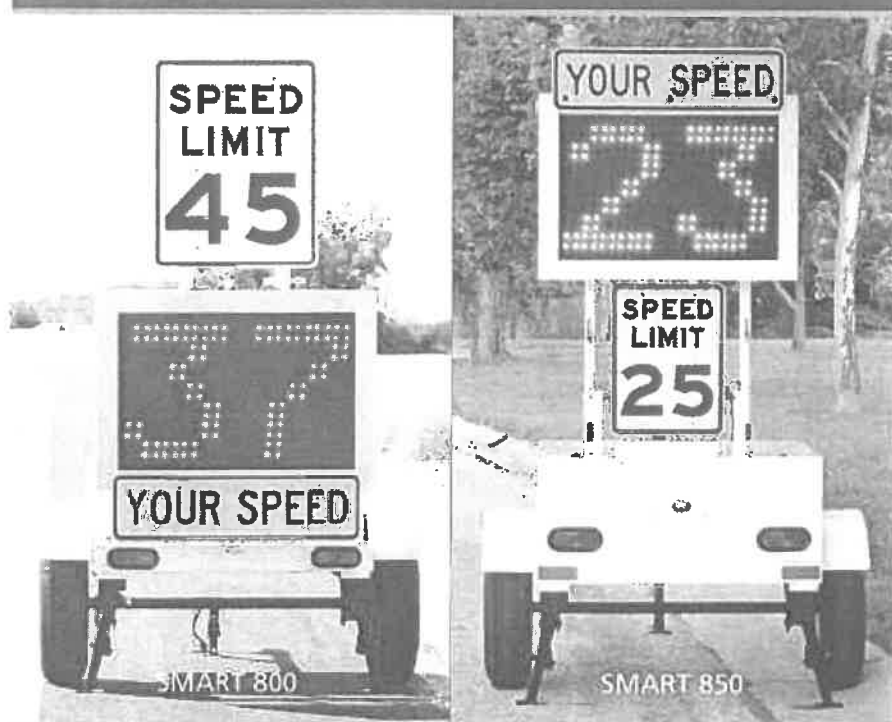 SPEED
LIMIT
45
37
YOUR SPEED
SMART 800
YOUR SPEED
23
SPEED
LIMIT
25
SMART 850